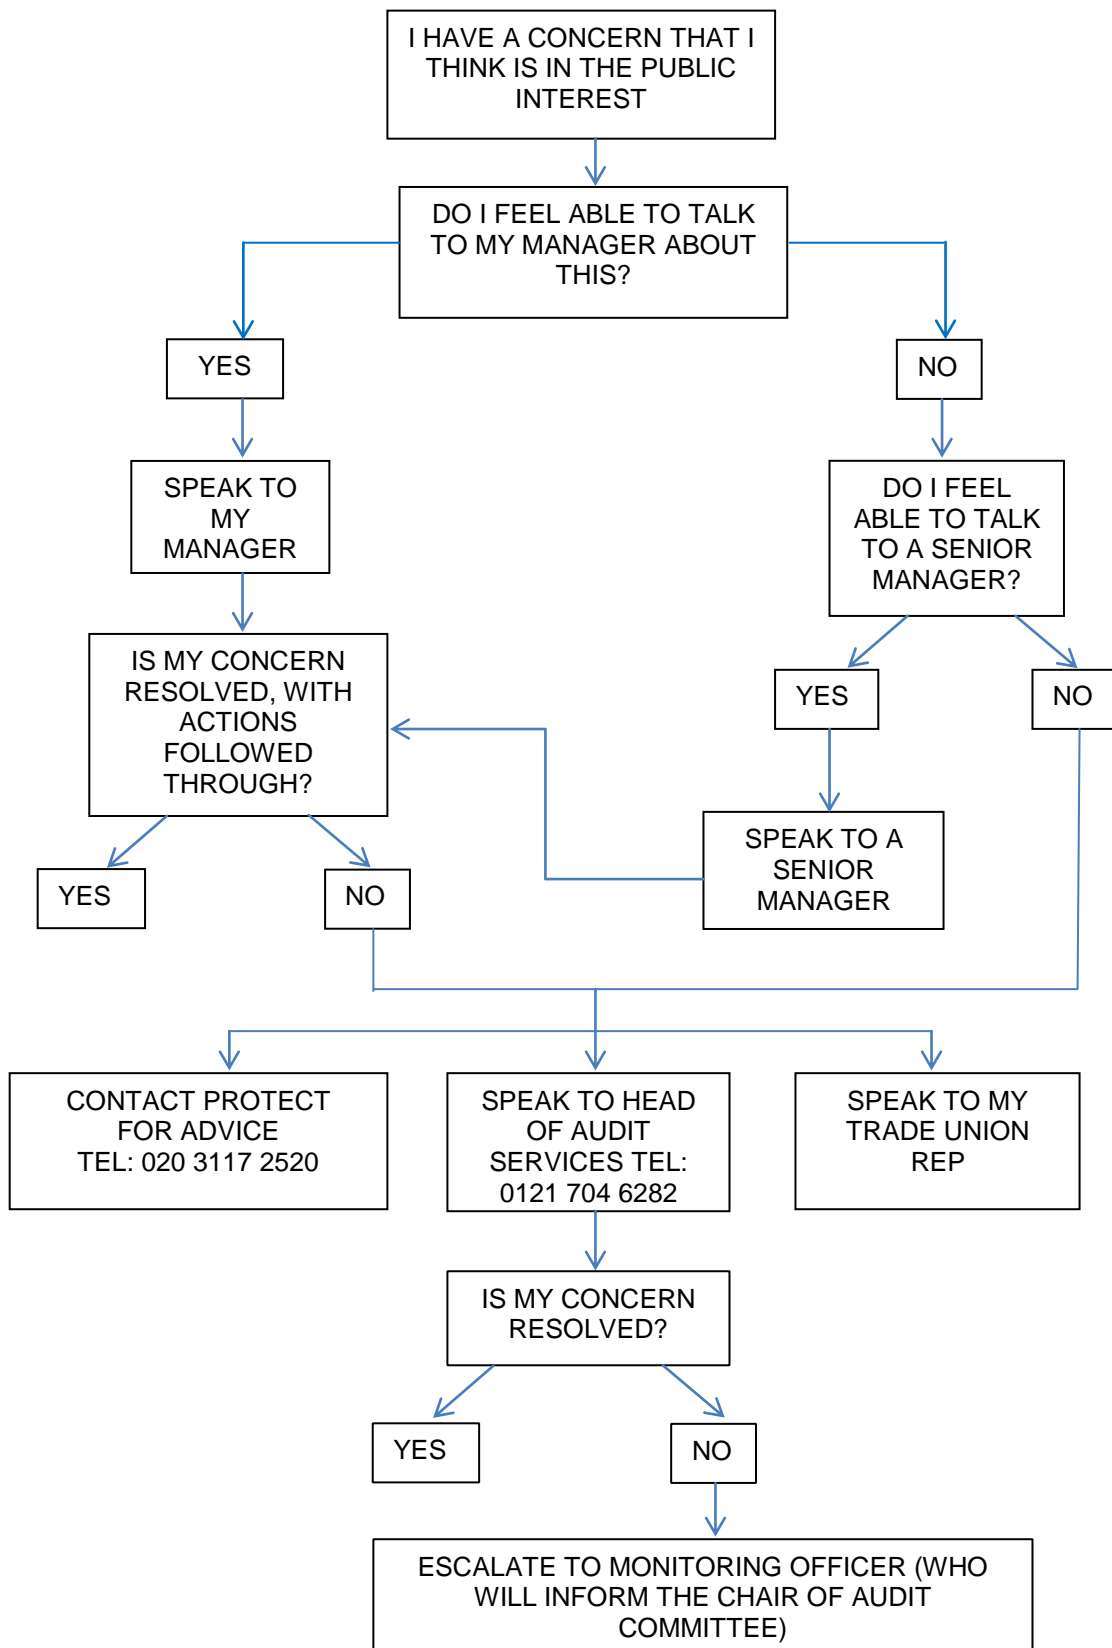 I HAVE A CONCERN THAT I
THINK IS IN THE PUBLIC
INTEREST
DO I FEEL ABLE TO TALK
TO MY MANAGER ABOUT
THIS?
YES
NO
SPEAK TO
MY
MANAGER
DO I FEEL
ABLE TO TALK
TO A SENIOR
MANAGER?
IS MY CONCERN
RESOLVED, WITH
ACTIONS
FOLLOWED
THROUGH?
YES
NO
SPEAK TO A
SENIOR
MANAGER
YES
NO
CONTACT PROTECT
FOR ADVICE
TEL: 020 3117 2520
SPEAK TO HEAD
OF AUDIT
SERVICES TEL:
0121 704 6282
SPEAK TO MY
TRADE UNION
REP
IS MY CONCERN
RESOLVED?
YES
NO
ESCALATE TO MONITORING OFFICER (WHO
WILL INFORM THE CHAIR OF AUDIT
COMMITTEE)